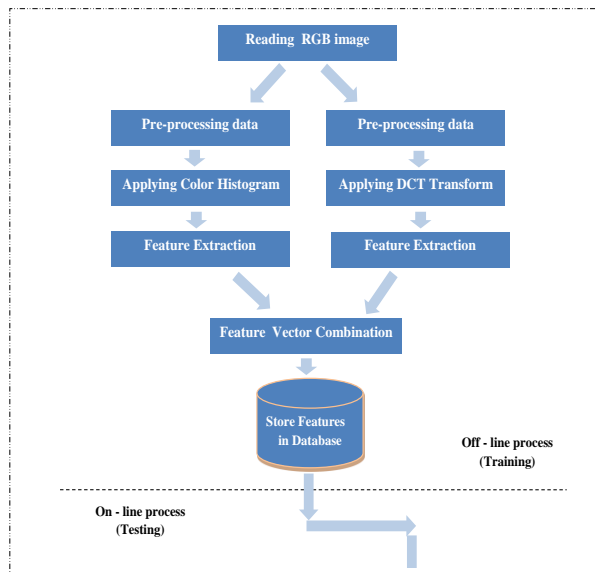 Reading RGB image
Pre-processing data
Pre-processing data
Applying Color Histogram
Applying DCT Transform
Feature Extraction
Feature Extraction
Feature Vector Combination
Store Features
in Database
Off - line process
(Training)
On - line process
(Testing)